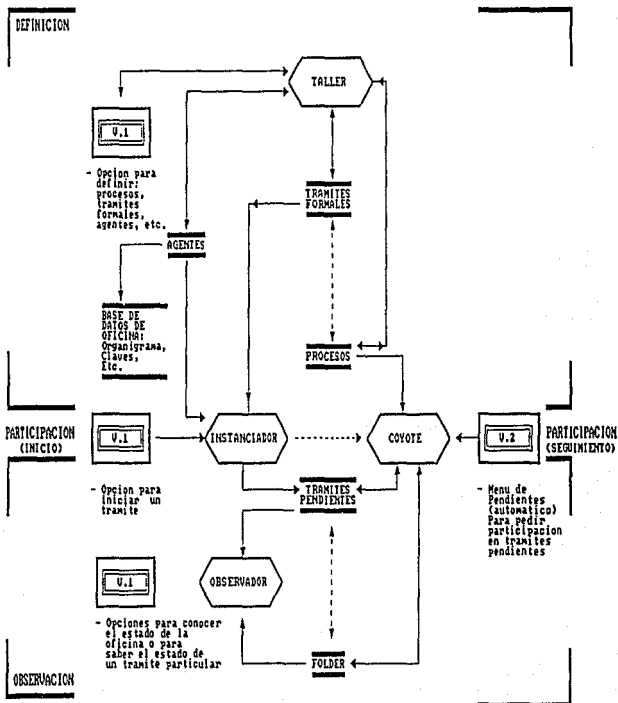 DEFINICION
TALLER
V.1
- Opcion para
definir:
procesos,
tramites
formales,
agentes, etc.
TRAMITES
FORMALES
AGENTES
BASE DE
DATOS DE
OFICINA:
Organigrama,
Claves,
Etc.
PROCESOS
PARTICIPACION
(INICIO)
V.1
INSTANCIADOR
COYOTE
V.2
PARTICIPACION
(SEGUIMIENTO)
- Opcion para
iniciar un
tramite
TRAMITES
PENDIENTES
- Menu de
Pendientes
(automatico)
Para pedir
participacion
en tramites
pendientes
V.1
OBSERVADOR
- Opciones para conocer
el estado de la
oficina o para
saber el estado de
un tramite particular
FOLDER
OBSERVACION